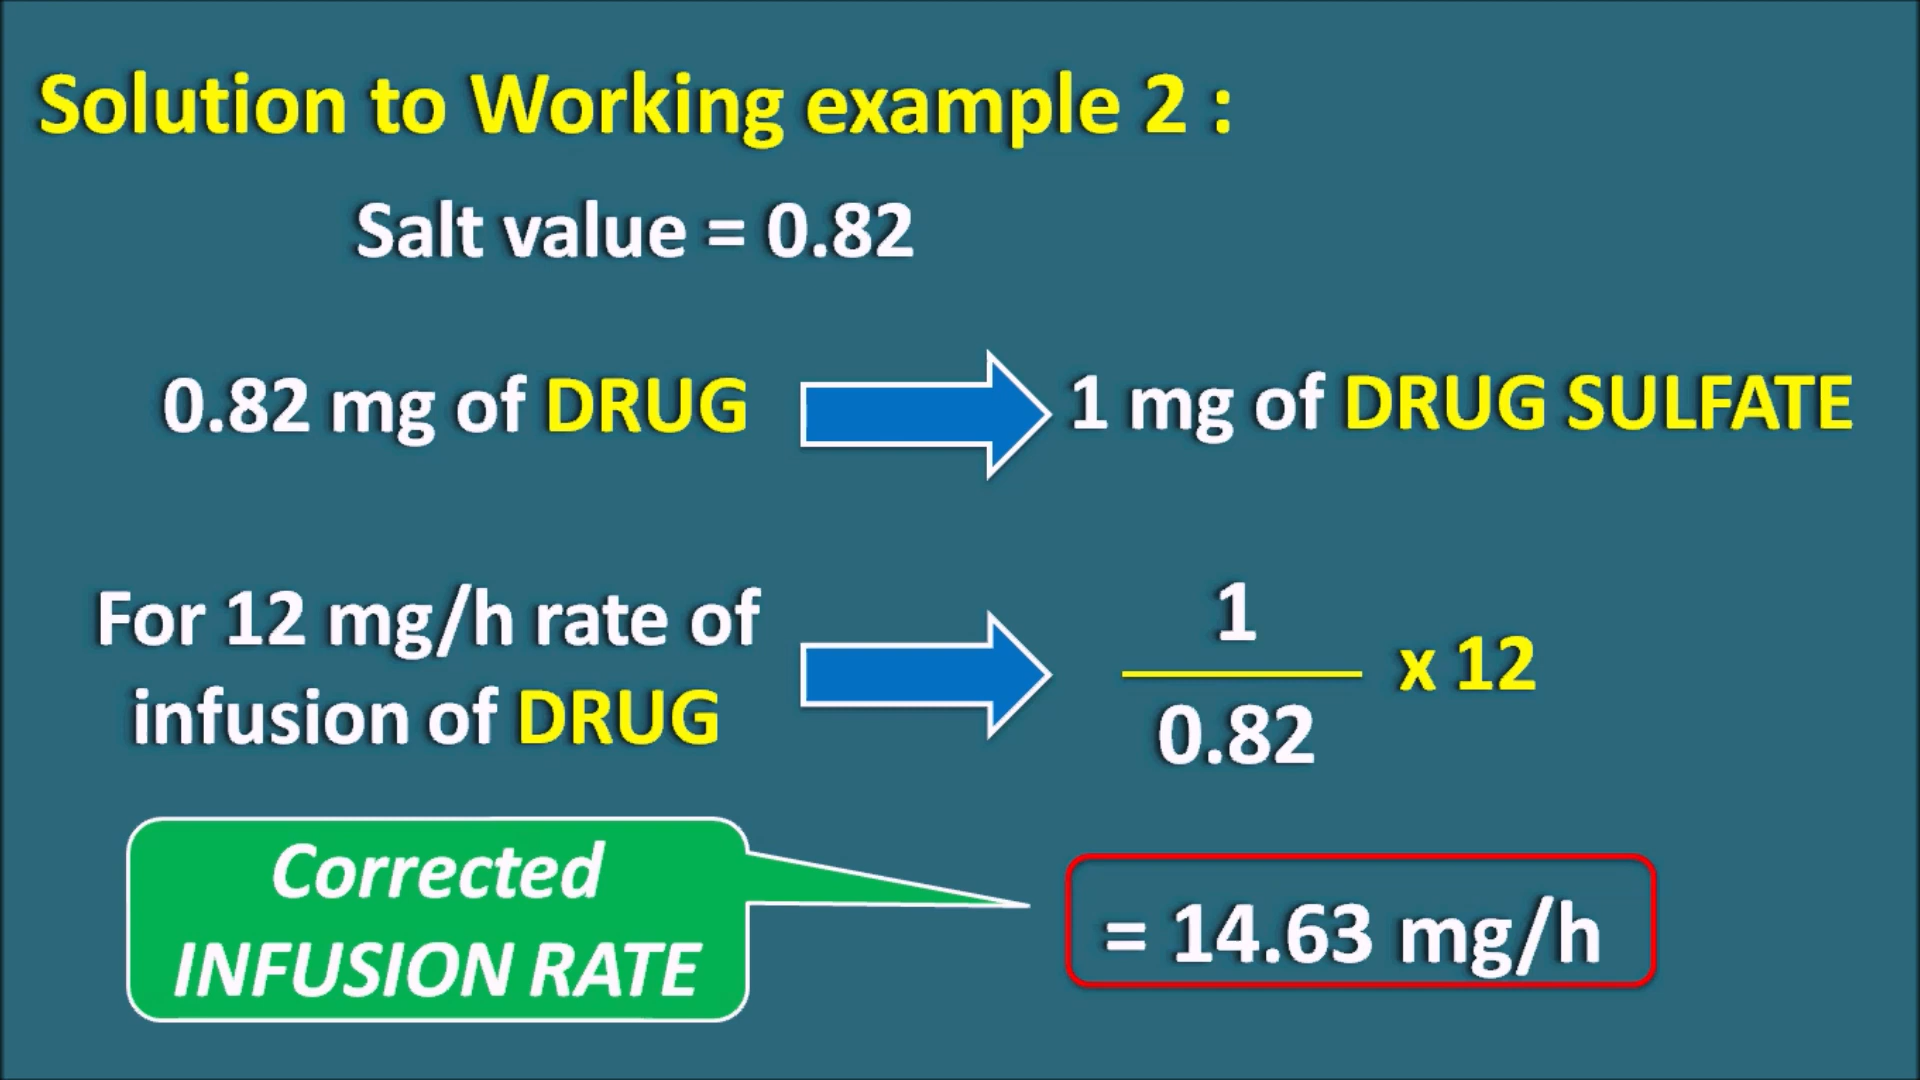 Solution to Working example 2 :
Salt value = 0.82
0.82 mg of DRUG
1 mg of DRUG SULFATE
For 12 mg/h rate of
infusion of DRUG
1
0.82
x 12
Corrected
INFUSION RATE
= 14.63 mg/h